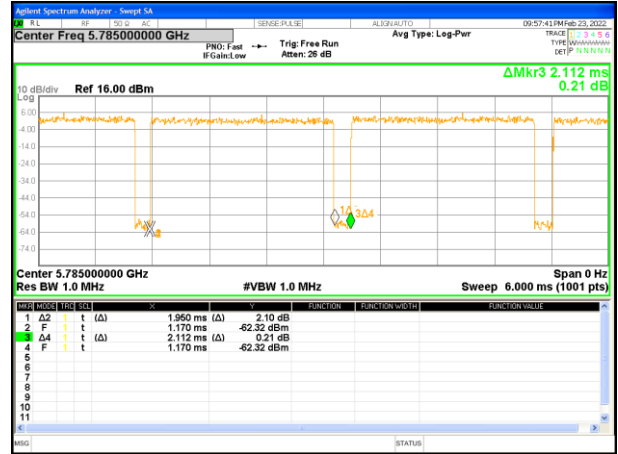 Agilent Spectrum Analyzer - Swept SA
RL RF 50 Ω AC SENSE:PULSE ALIGNAUTO 09:57:41 PM Feb 23, 2022
Center Freq 5.785000000 GHz
PNO: Fast Trig: Free Run
IFGain:Low Atten: 26 dB
Avg Type: Log-Pwr
TRACE 1 2 3 4 5 6
TYPE W
DET P N N N N N
ΔMkr3 2.112 ms
0.21 dB
10 dB/div Ref 16.00 dBm
Log
6.00
-4.00
-14.0
-24.0
-34.0
-44.0
-54.0
-64.0
-74.0
3Δ4
Center 5.785000000 GHz Span 0 Hz
Res BW 1.0 MHz #VBW 1.0 MHz Sweep 6.000 ms (1001 pts)
MKR MODE TRC SCL X Y FUNCTION FUNCTION WIDTH FUNCTION VALUE
1 Δ2 1 t (Δ) 1.950 ms (Δ) 2.10 dB
2 F 1 t 1.170 ms -62.32 dBm
3 Δ4 1 t (Δ) 2.112 ms (Δ) 0.21 dB
4 F 1 t 1.170 ms -62.32 dBm
5
6
7
8
9
10
11
MSG STATUS